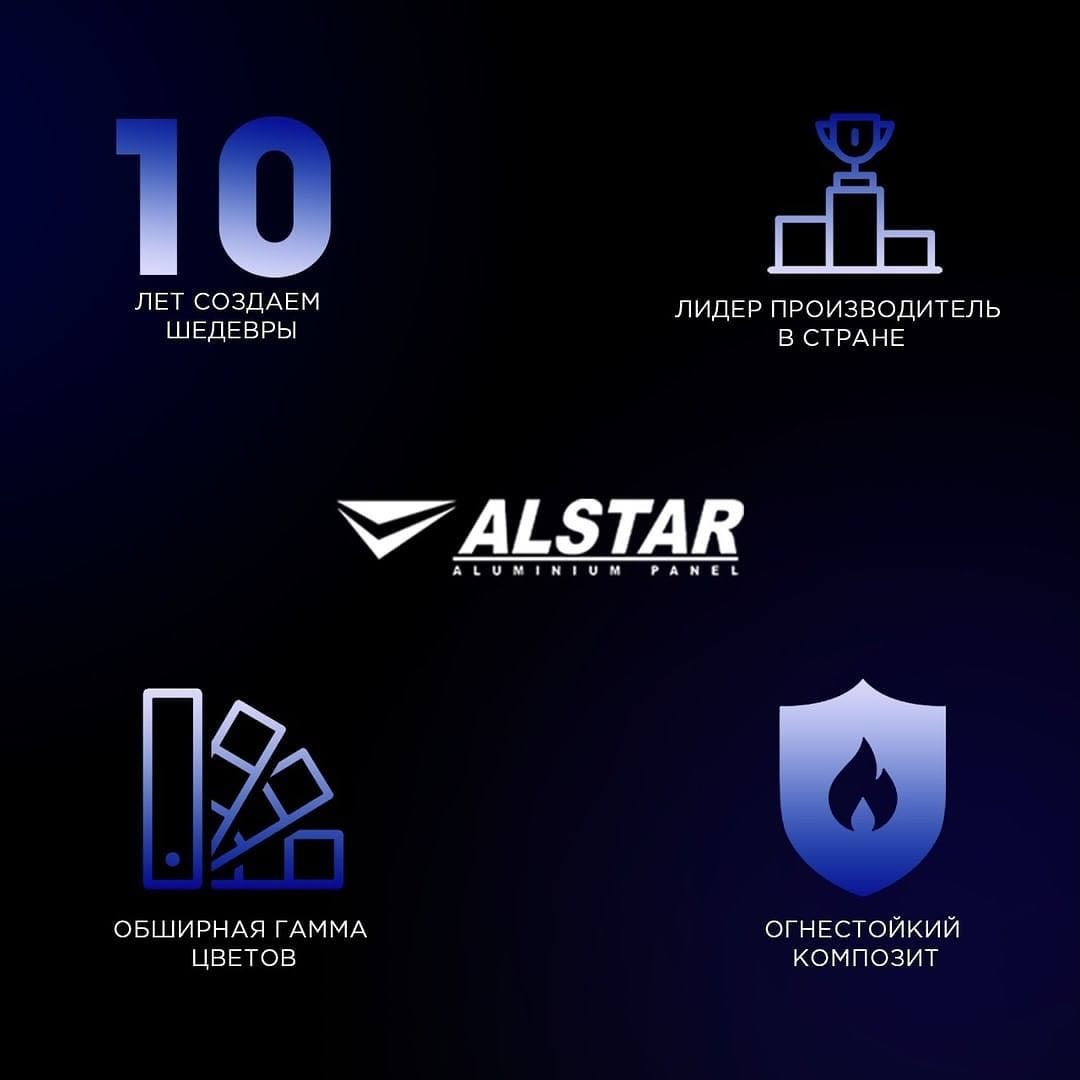 10
ЛЕТ СОЗДАЕМ
ШЕДЕВРЫ
ЛИДЕР ПРОИЗВОДИТЕЛЬ
В СТРАНЕ
ALSTAR
ALUMINIUM PANEL
ОБШИРНАЯ ГАММА
ЦВЕТОВ
ОГНЕСТОЙКИЙ
КОМПОЗИТ